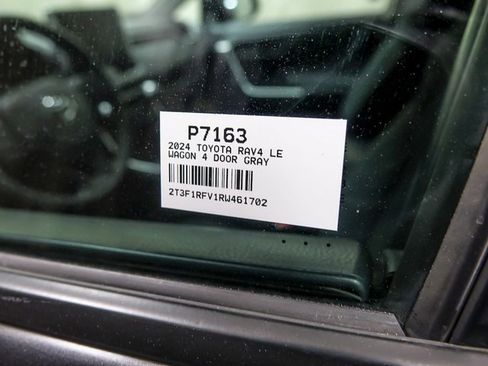 P7163
2024 TOYOTA RAV4 LE
WAGON 4 DOOR GRAY
2T3F1RFV1RW461702